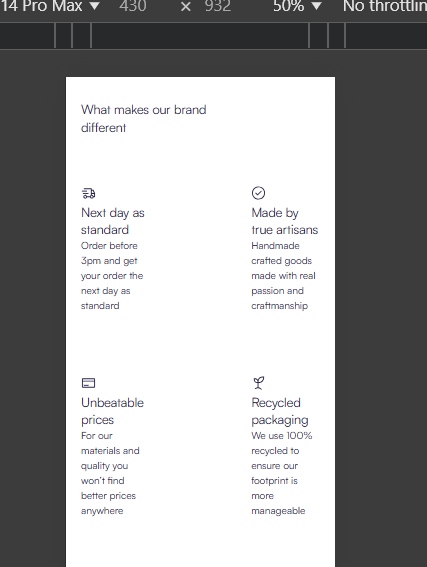 14 Pro Max ▼ 430 × 932 50% ▼ No throttlin
What makes our brand
different
Next day as
standard
Order before
3pm and get
your order the
next day as
standard
Made by
true artisans
Handmade
crafted goods
made with real
passion and
craftmanship
Unbeatable
prices
For our
materials and
quality you
won't find
better prices
anywhere
Recycled
packaging
We use 100%
recycled to
ensure our
footprint is
more
manageable